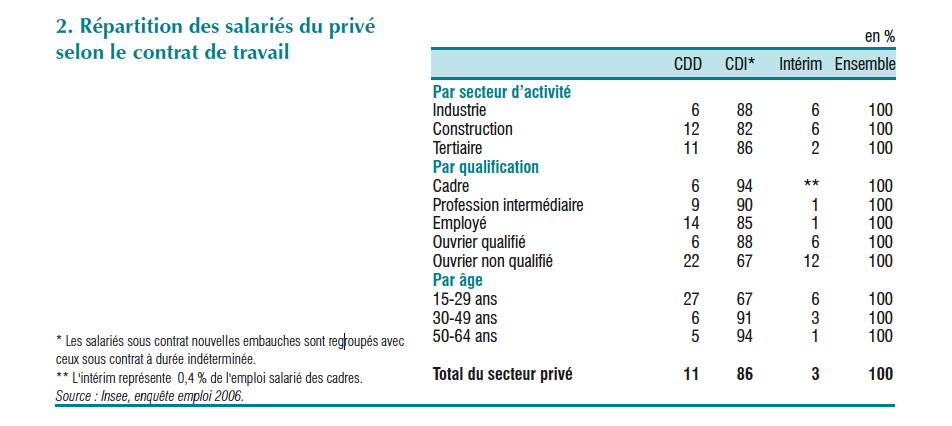 2. Répartition des salariés du privé
selon le contrat de travail
en %
CDD CDI* Intérim Ensemble
Par secteur d'activité
Industrie 6 88 6 100
Construction 12 82 6 100
Tertiaire 11 86 2 100
Par qualification
Cadre 6 94 ** 100
Profession intermédiaire 9 90 1 100
Employé 14 85 1 100
Ouvrier qualifié 6 88 6 100
Ouvrier non qualifié 22 67 12 100
Par âge
15-29 ans 27 67 6 100
30-49 ans 6 91 3 100
50-64 ans 5 94 1 100
Total du secteur privé 11 86 3 100
* Les salariés sous contrat nouvelles embauches sont regroupés avec
ceux sous contrat à durée indéterminée.
** L'intérim représente 0,4 % de l'emploi salarié des cadres.
Source : Insee, enquête emploi 2006.